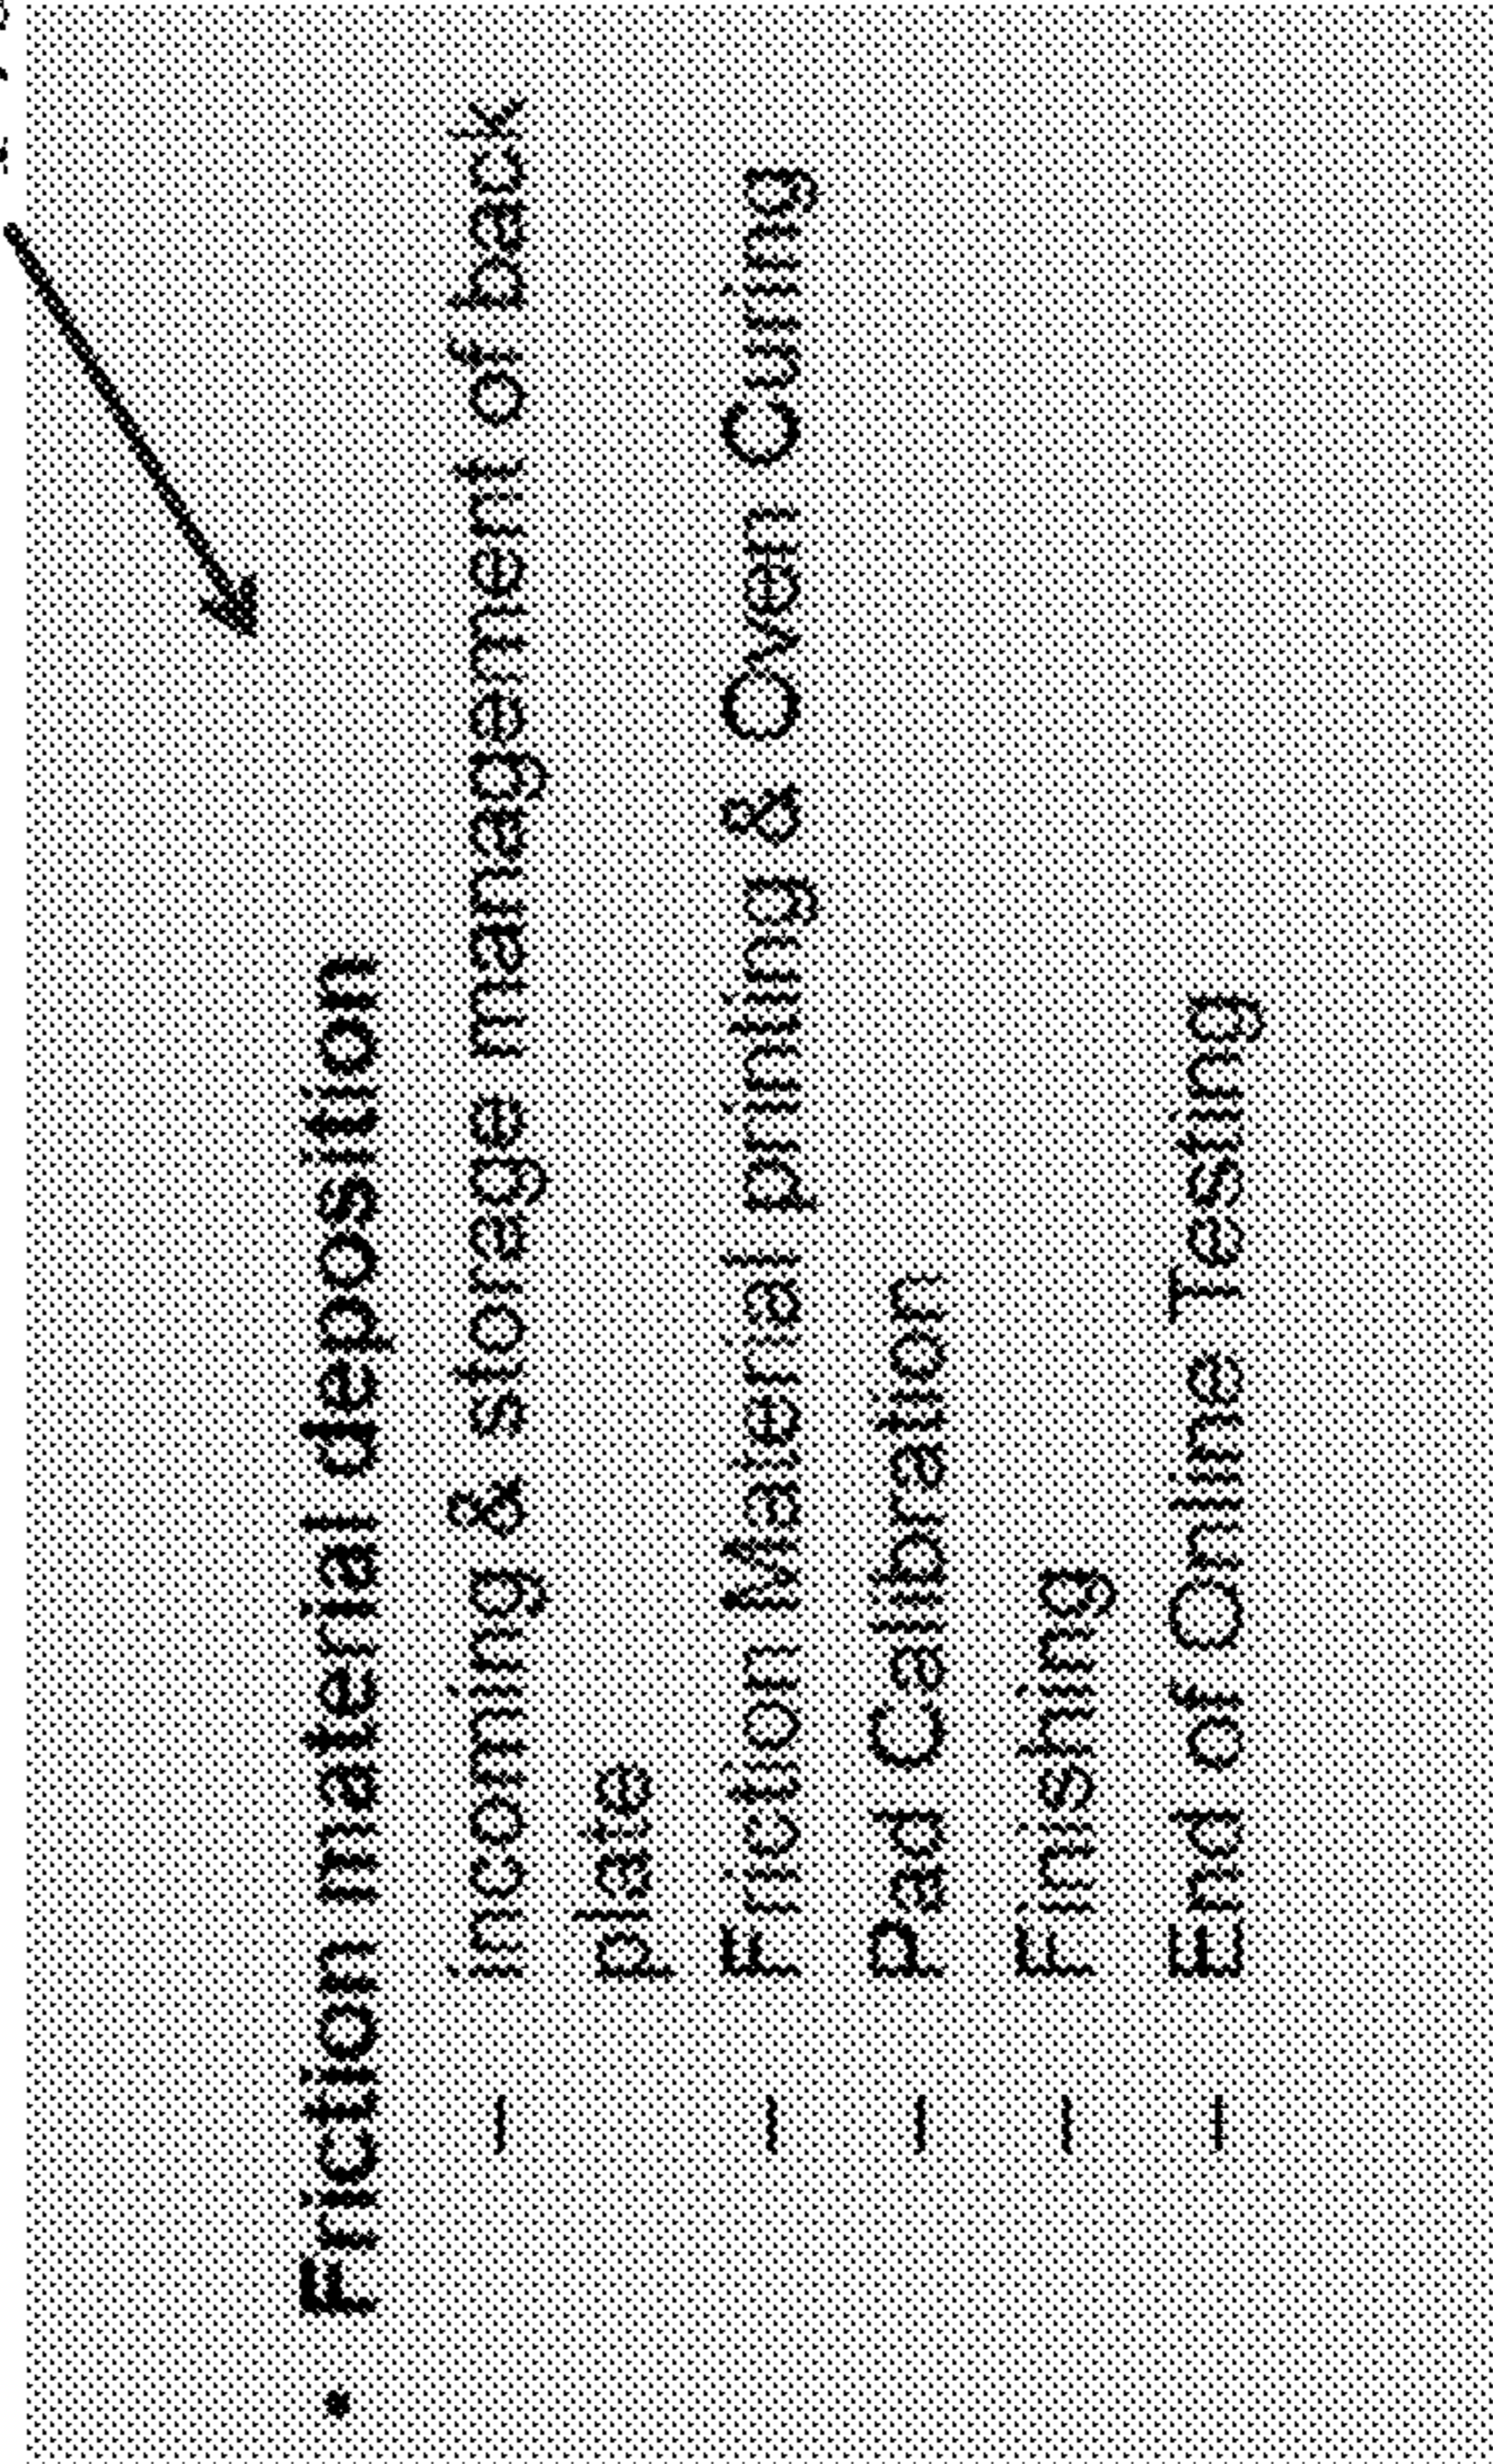 • Friction material deposition
– incoming & storage management of back
plate
– Friction Material printing & Oven Curing
– Pad Calibration
– Finishing
– End of Online Testing